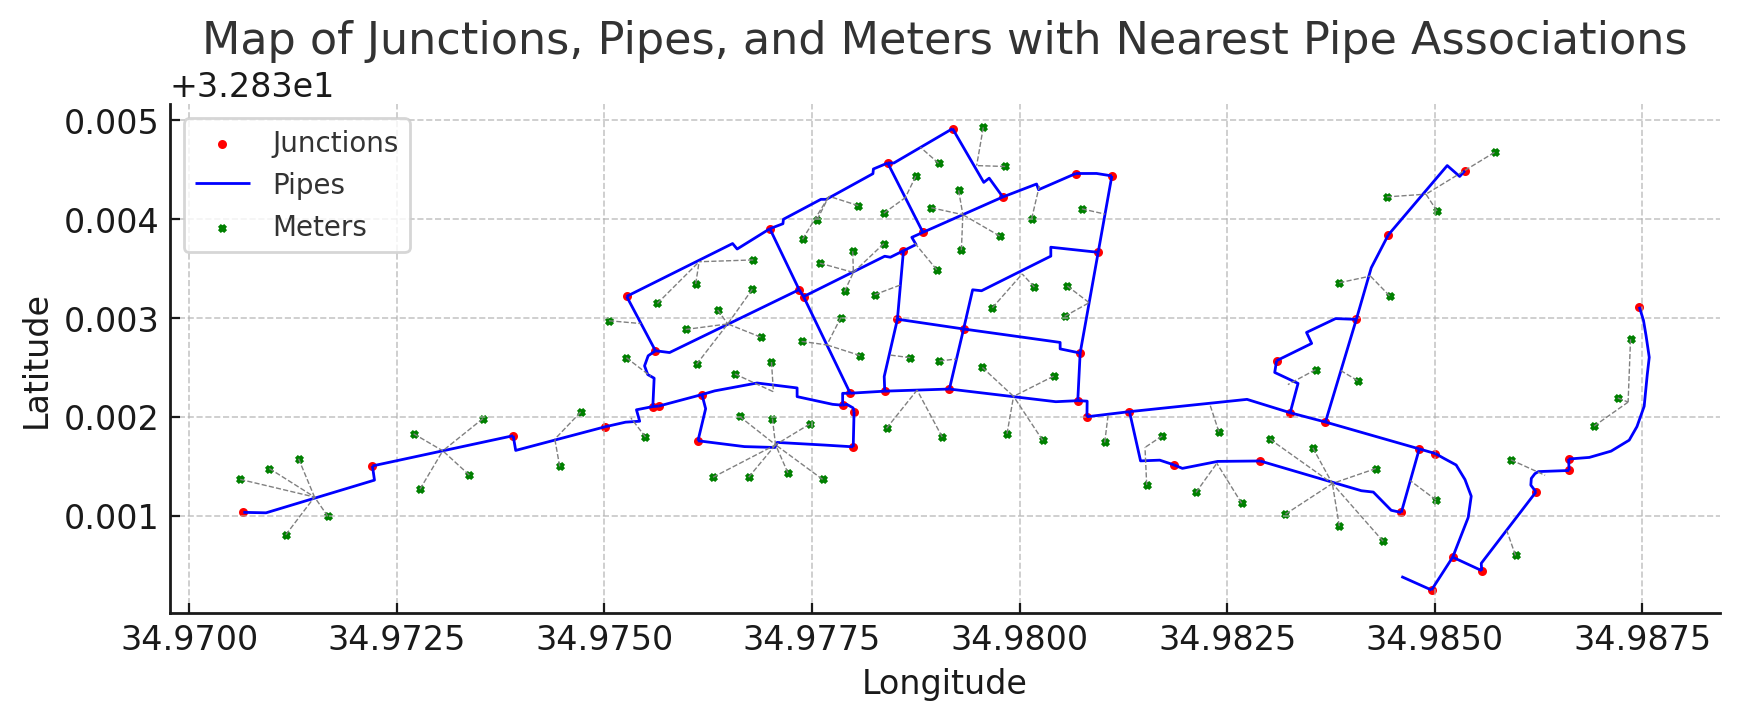 Map of Junctions, Pipes, and Meters with Nearest Pipe Associations
+3.283e1
0.005
0.004
0.003
0.002
0.001
Latitude
Junctions
Pipes
Meters
34.9700 34.9725 34.9750 34.9775 34.9800 34.9825 34.9850 34.9875
Longitude